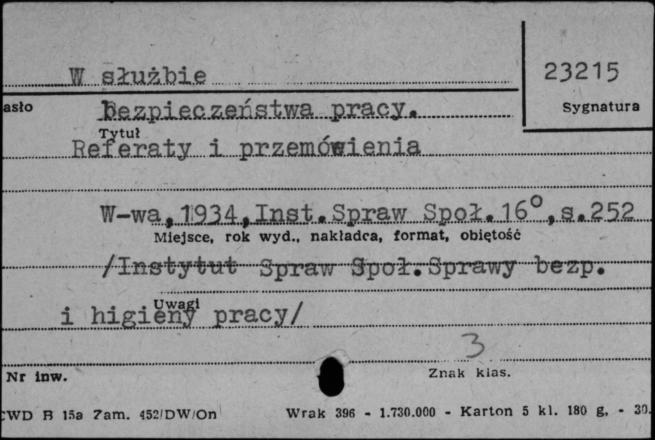 W służbie
23215
asło bezpieczeństwa pracy. Sygnatura
Tytuł
Referaty i przemówienia
W-wa,1934,Inst.Spraw Społ.16°,s.252
Miejsce, rok wyd., nakładca, format, objętość
/Instytut Spraw Społ.Sprawy bezp.
Uwagi
i higieny pracy/
3
Nr inw. Znak klas.
CWD B 15a Zam. 452/DW/On Wrak 396 - 1.730.000 - Karton 5 kl. 180 g. - 30.